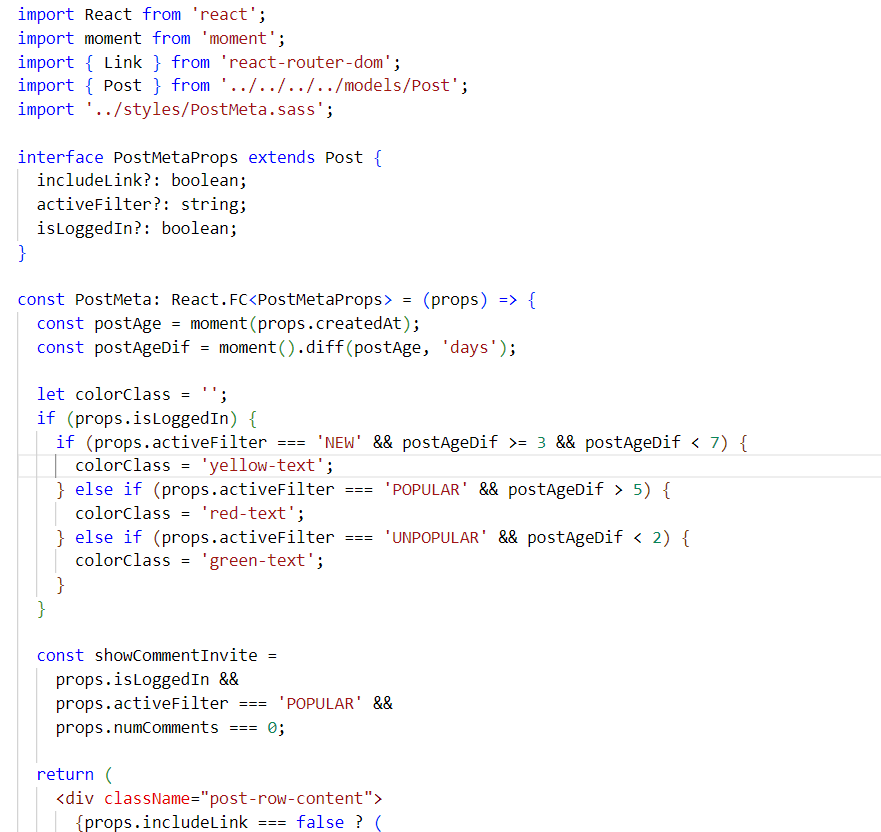 import React from 'react';
import moment from 'moment';
import { Link } from 'react-router-dom';
import { Post } from '../../../../models/Post';
import '../styles/PostMeta.sass';

interface PostMetaProps extends Post {
  includeLink?: boolean;
  activeFilter?: string;
  isLoggedIn?: boolean;
}

const PostMeta: React.FC<PostMetaProps> = (props) => {
  const postAge = moment(props.createdAt);
  const postAgeDif = moment().diff(postAge, 'days');

  let colorClass = '';
  if (props.isLoggedIn) {
    if (props.activeFilter === 'NEW' && postAgeDif >= 3 && postAgeDif < 7) {
      colorClass = 'yellow-text';
    } else if (props.activeFilter === 'POPULAR' && postAgeDif > 5) {
      colorClass = 'red-text';
    } else if (props.activeFilter === 'UNPOPULAR' && postAgeDif < 2) {
      colorClass = 'green-text';
    }
  }

  const showCommentInvite =
    props.isLoggedIn &&
    props.activeFilter === 'POPULAR' &&
    props.numComments === 0;

  return (
    <div className="post-row-content">
      {props.includeLink === false ? (